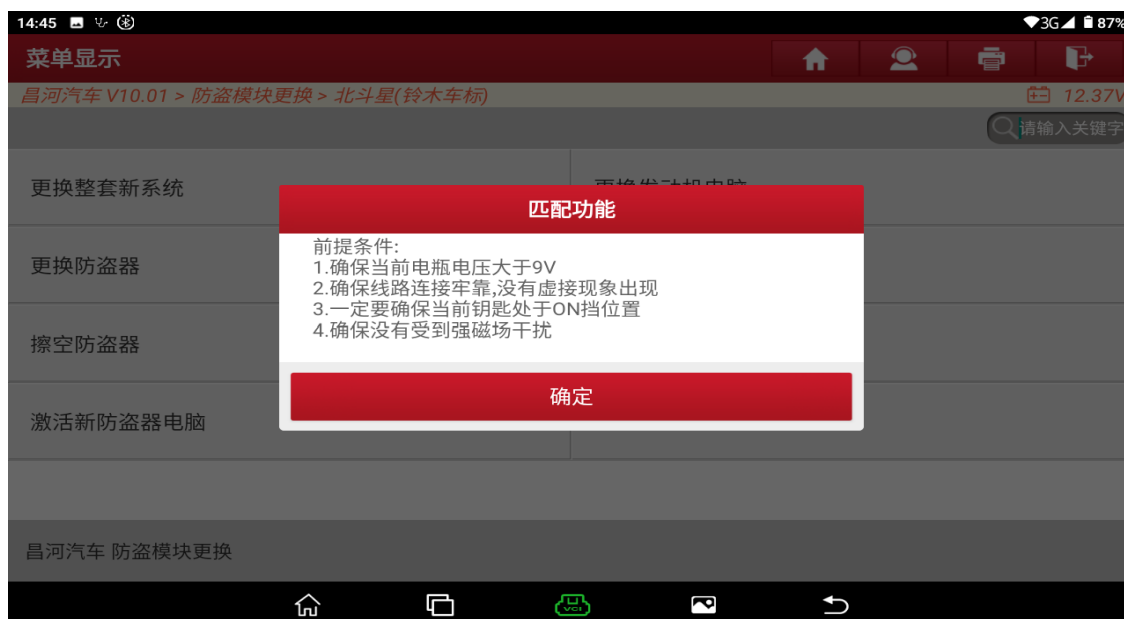 14:45
3G 87%
菜单显示
昌河汽车 V10.01 > 防盗模块更换 > 北斗星(铃木车标)
12.37V
请输入关键字
更换整套新系统
更换发动机电脑
匹配功能
前提条件:
1.确保当前电瓶电压大于9V
2.确保线路连接牢靠,没有虚接现象出现
3.一定要确保当前钥匙处于ON挡位置
4.确保没有受到强磁场干扰
更换防盗器
擦空防盗器
确定
激活新防盗器电脑
昌河汽车 防盗模块更换
VCI